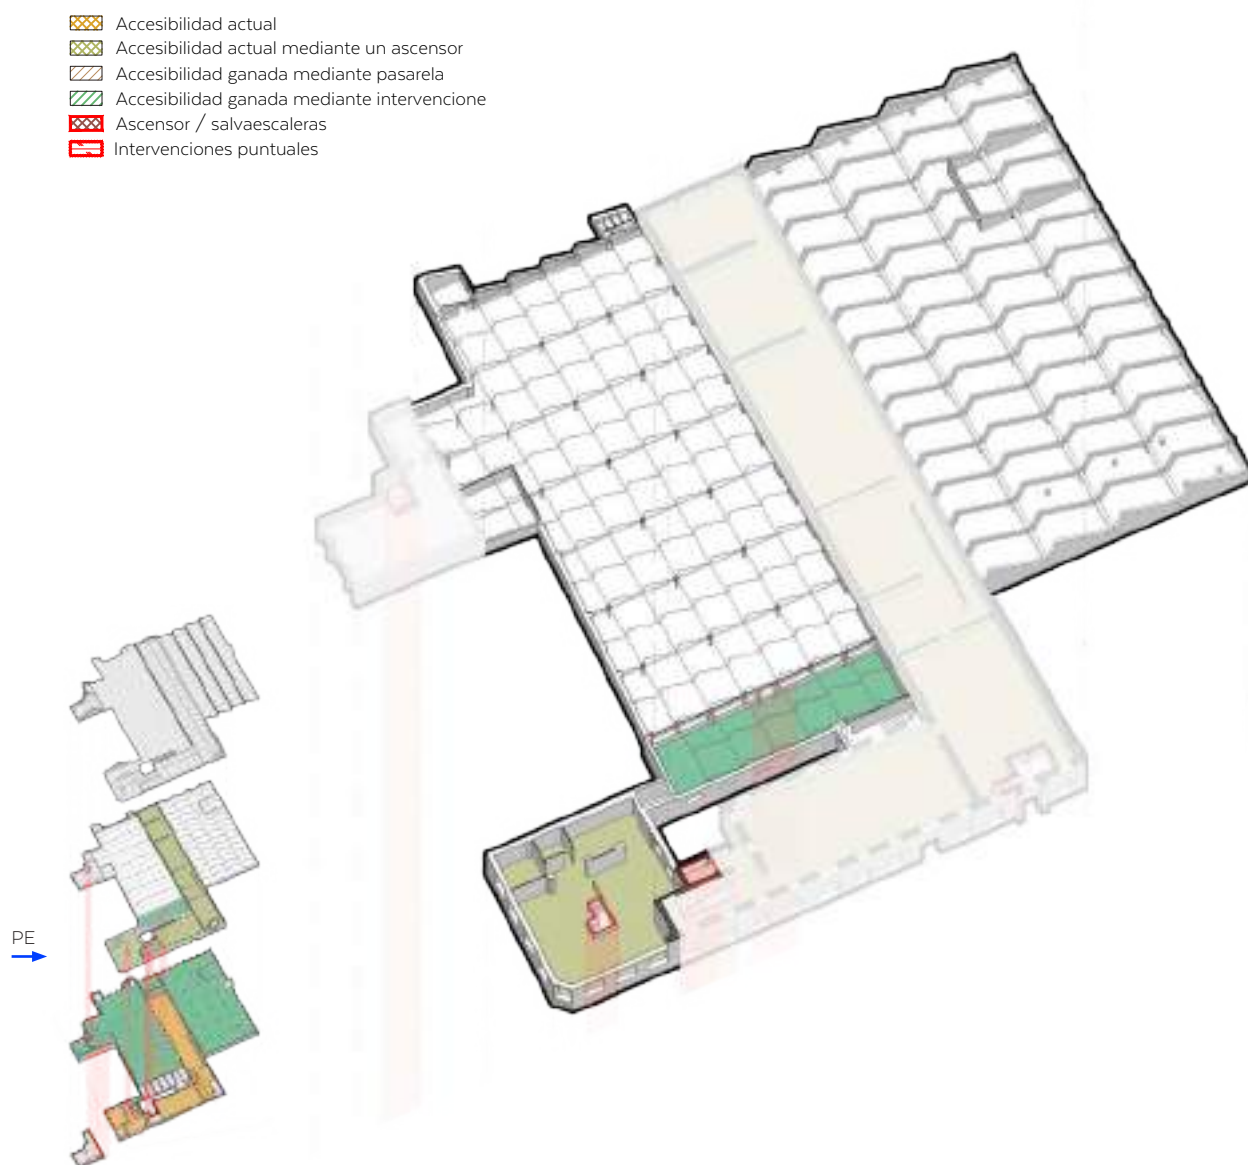 Accesibilidad actual
Accesibilidad actual mediante un ascensor
Accesibilidad ganada mediante pasarela
Accesibilidad ganada mediante intervencione
Ascensor / salvaescaleras
Intervenciones puntuales
PE